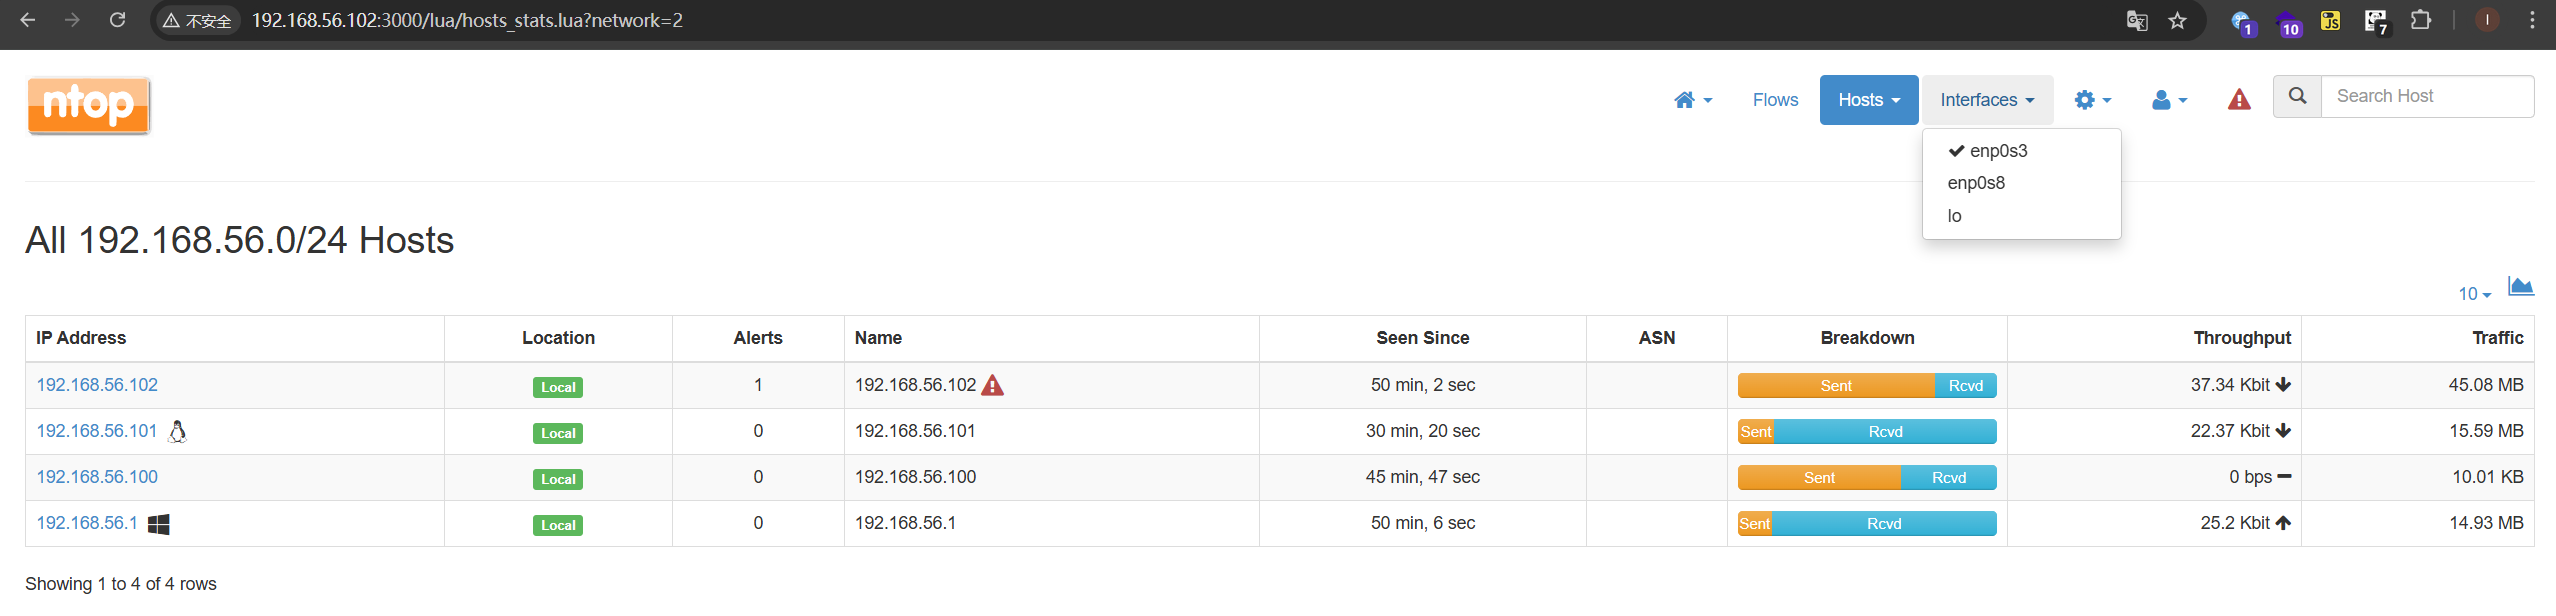 不安全 192.168.56.102:3000/lua/hosts_stats.lua?network=2 1 10 JS 7 I
ntop Flows Hosts Interfaces Search Host
enp0s3
enp0s8
lo
All 192.168.56.0/24 Hosts
10
IP Address Location Alerts Name Seen Since ASN Breakdown Throughput Traffic
192.168.56.102 Local 1 192.168.56.102 50 min, 2 sec Sent Rcvd 37.34 Kbit 45.08 MB
192.168.56.101 Local 0 192.168.56.101 30 min, 20 sec Sent Rcvd 22.37 Kbit 15.59 MB
192.168.56.100 Local 0 192.168.56.100 45 min, 47 sec Sent Rcvd 0 bps 10.01 KB
192.168.56.1 Local 0 192.168.56.1 50 min, 6 sec Sent Rcvd 25.2 Kbit 14.93 MB
Showing 1 to 4 of 4 rows